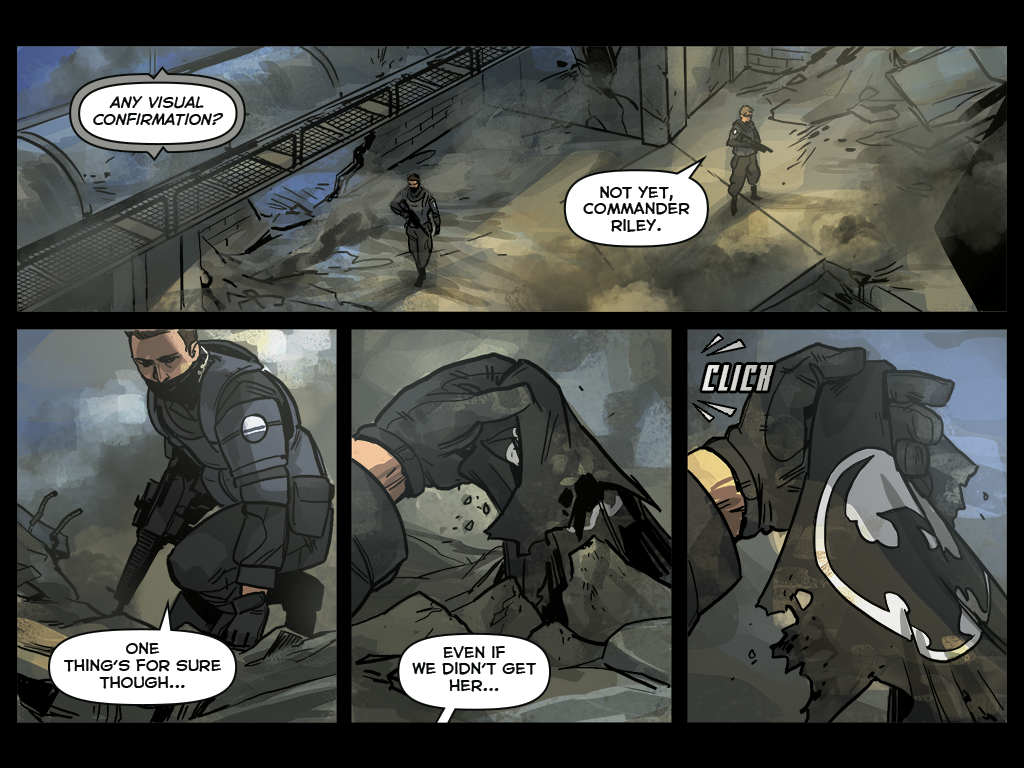 ANY VISUAL
CONFIRMATION?
NOT YET,
COMMANDER
RILEY.
ONE
THING'S FOR SURE
THOUGH...
EVEN IF
WE DIDN'T GET
HER...
CLICK